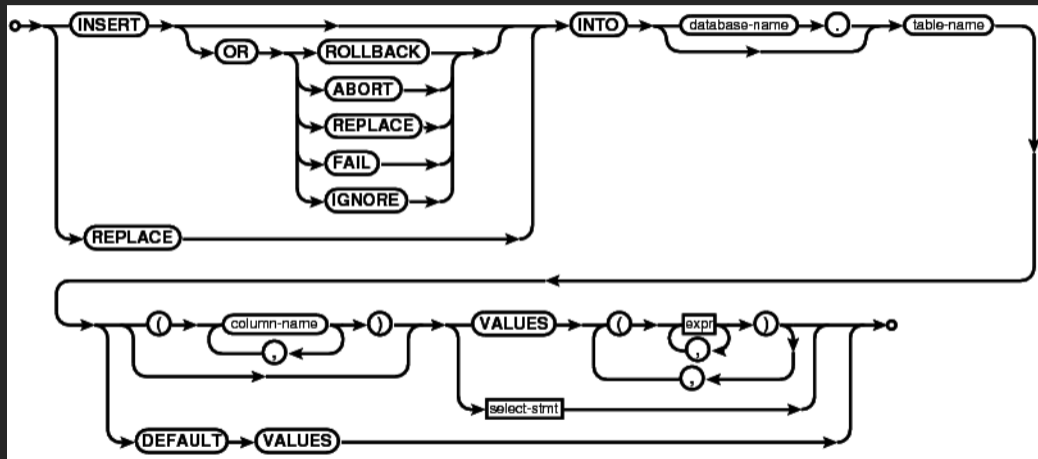 INSERT INTO database-name . table-name
OR ROLLBACK
ABORT
REPLACE
FAIL
IGNORE
REPLACE
( column-name ) VALUES ( expr )
, ,
,
select-stmt
DEFAULT VALUES